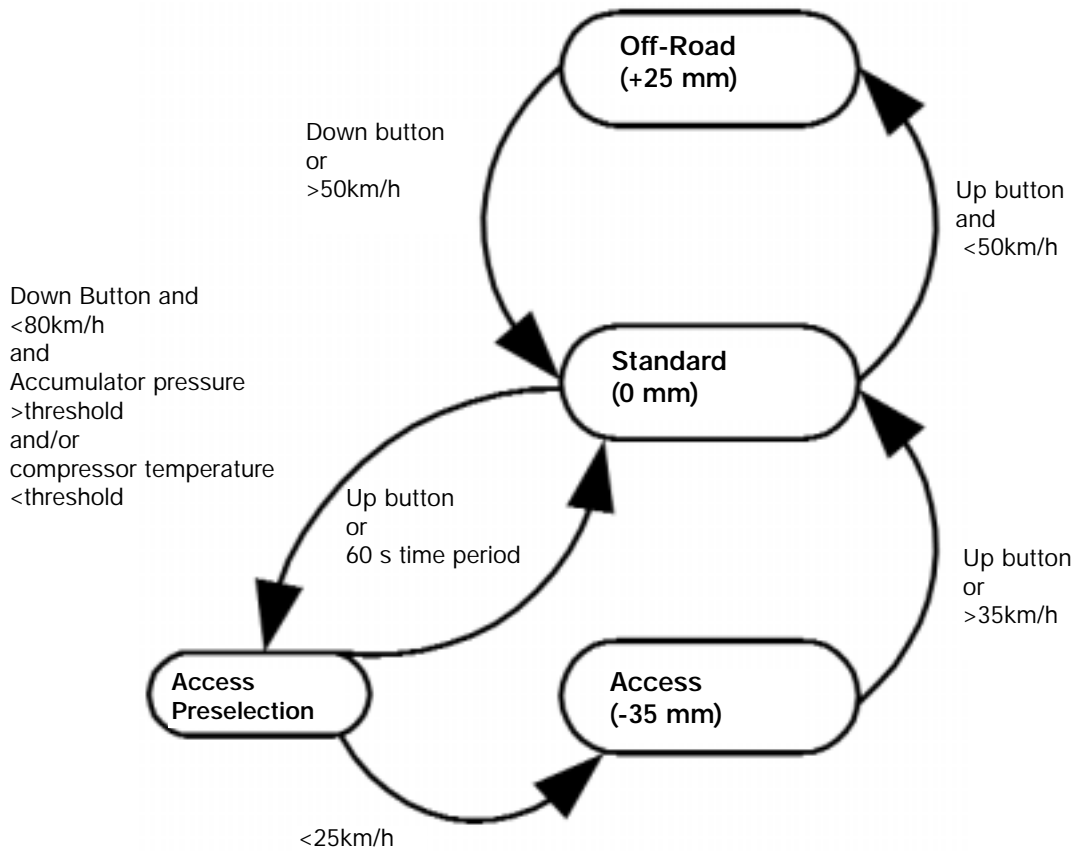 Off-Road
(+25 mm)
Down button
or
>50km/h
Up button
and
<50km/h
Down Button and
<80km/h
and
Accumulator pressure
>threshold
and/or
compressor temperature
<threshold
Standard
(0 mm)
Up button
or
60 s time period
Up button
or
>35km/h
Access
Preselection
Access
(-35 mm)
<25km/h